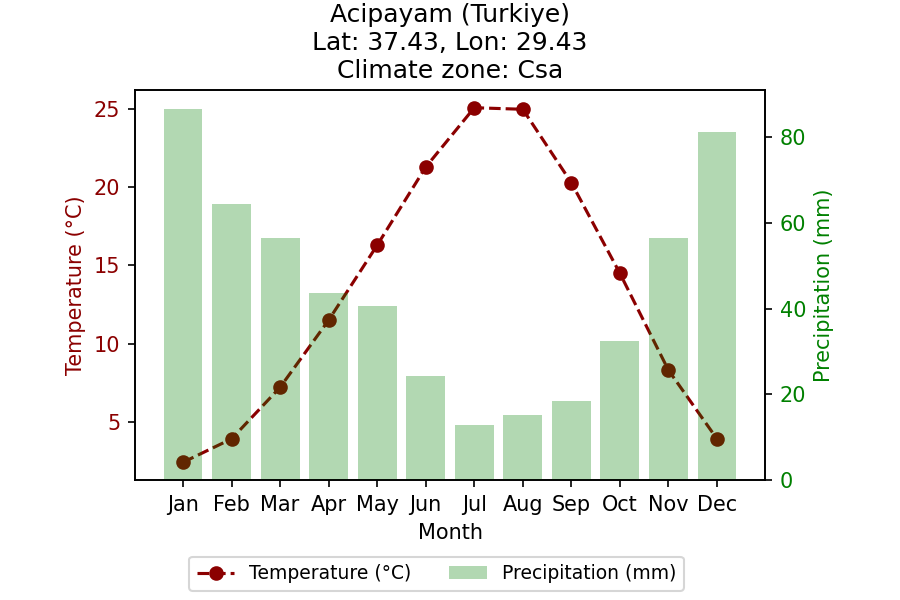 Acipayam (Turkiye)
Lat: 37.43, Lon: 29.43
Climate zone: Csa
Temperature (°C)
25
20
15
10
5
Precipitation (mm)
80
60
40
20
0
Jan Feb Mar Apr May Jun Jul Aug Sep Oct Nov Dec
Month
Temperature (°C) Precipitation (mm)